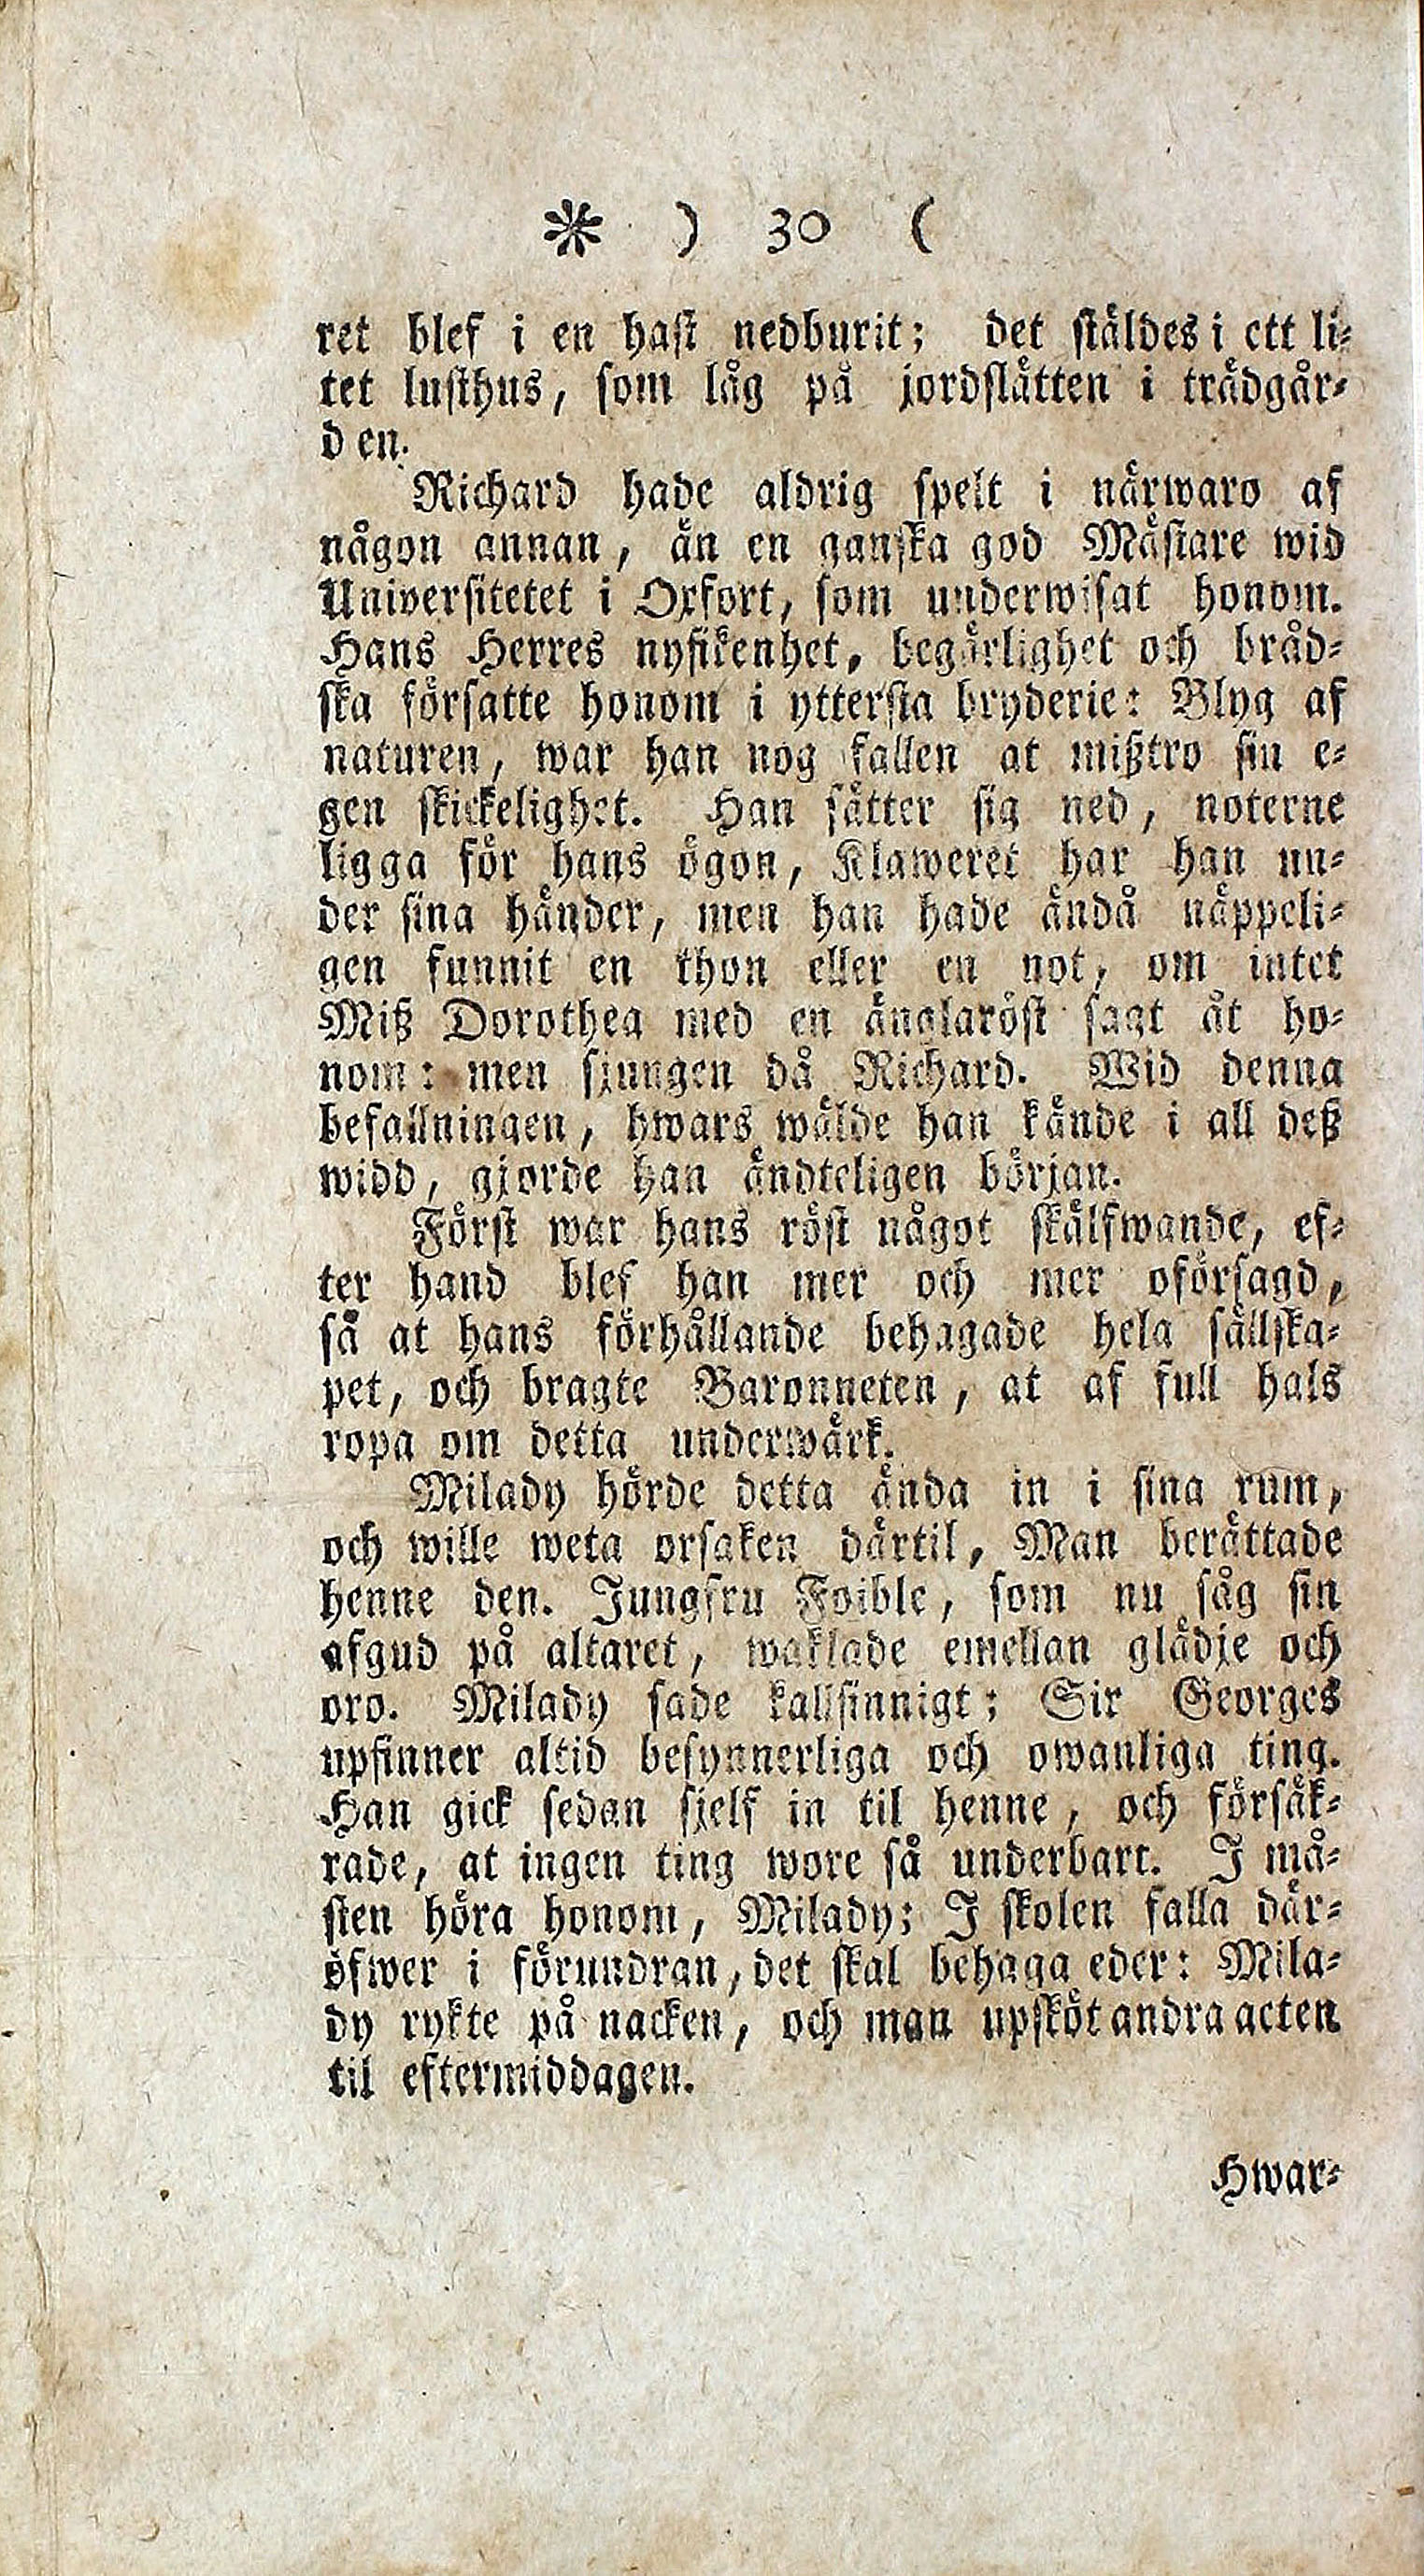 ❊ ) 30 (
ret blef i en hast nedburit; det stäldes i ett li-
tet lusthus, som låg på jordslätten i trädgår-
den.
Richard hade aldrig spelt i närwaro af
någon annan, än en ganska god Mästare wid
Universitetet i Oxfort, som underwisat honom.
Hans Herres nyfikenhet, begärlighet och bråd-
ska försatte honom i yttersta bryderie: Blyg af
naturen, war han nog fallen at mißtro sin e-
gen skickelighet. Han sätter sig ned, noterne
ligga för hans ögon, Klaweret har han un-
der sina händer, men han hade ändå näppeli-
gen funnit en thon eller en not, om intet
Miß Dorothea med en änglaröst sagt åt ho-
nom: men sjungen då Richard. Wid denna
befallningen, hwars wälde han kände i all deß
widd, gjorde han ändteligen början.
Först war hans röst något skälfwande, ef-
ter hand blef han mer och mer oförsagd,
så at hans förhållande behagade hela sällska-
pet, och bragte Baronneten, at af full hals
ropa om detta underwärk.
Milady hörde detta ända in i sina rum,
och wille weta orsaken därtil, Man berättade
henne den. Jungfru Foible, som nu såg sin
afgud på altaret, waklade emellan glädje och
oro. Milady sade kallsinnigt; Sir Georges
upfinner altid besynnerliga och owanliga ting.
Han gick sedan sjelf in til henne, och försäk-
rade, at ingen ting wore så underbart. I må-
sten höra honom, Milady; I skolen falla där-
öfwer i förundran, det skal behaga eder: Mila-
dy rykte på nacken, och man upsköt andra acten
til eftermiddagen.
Hwar-